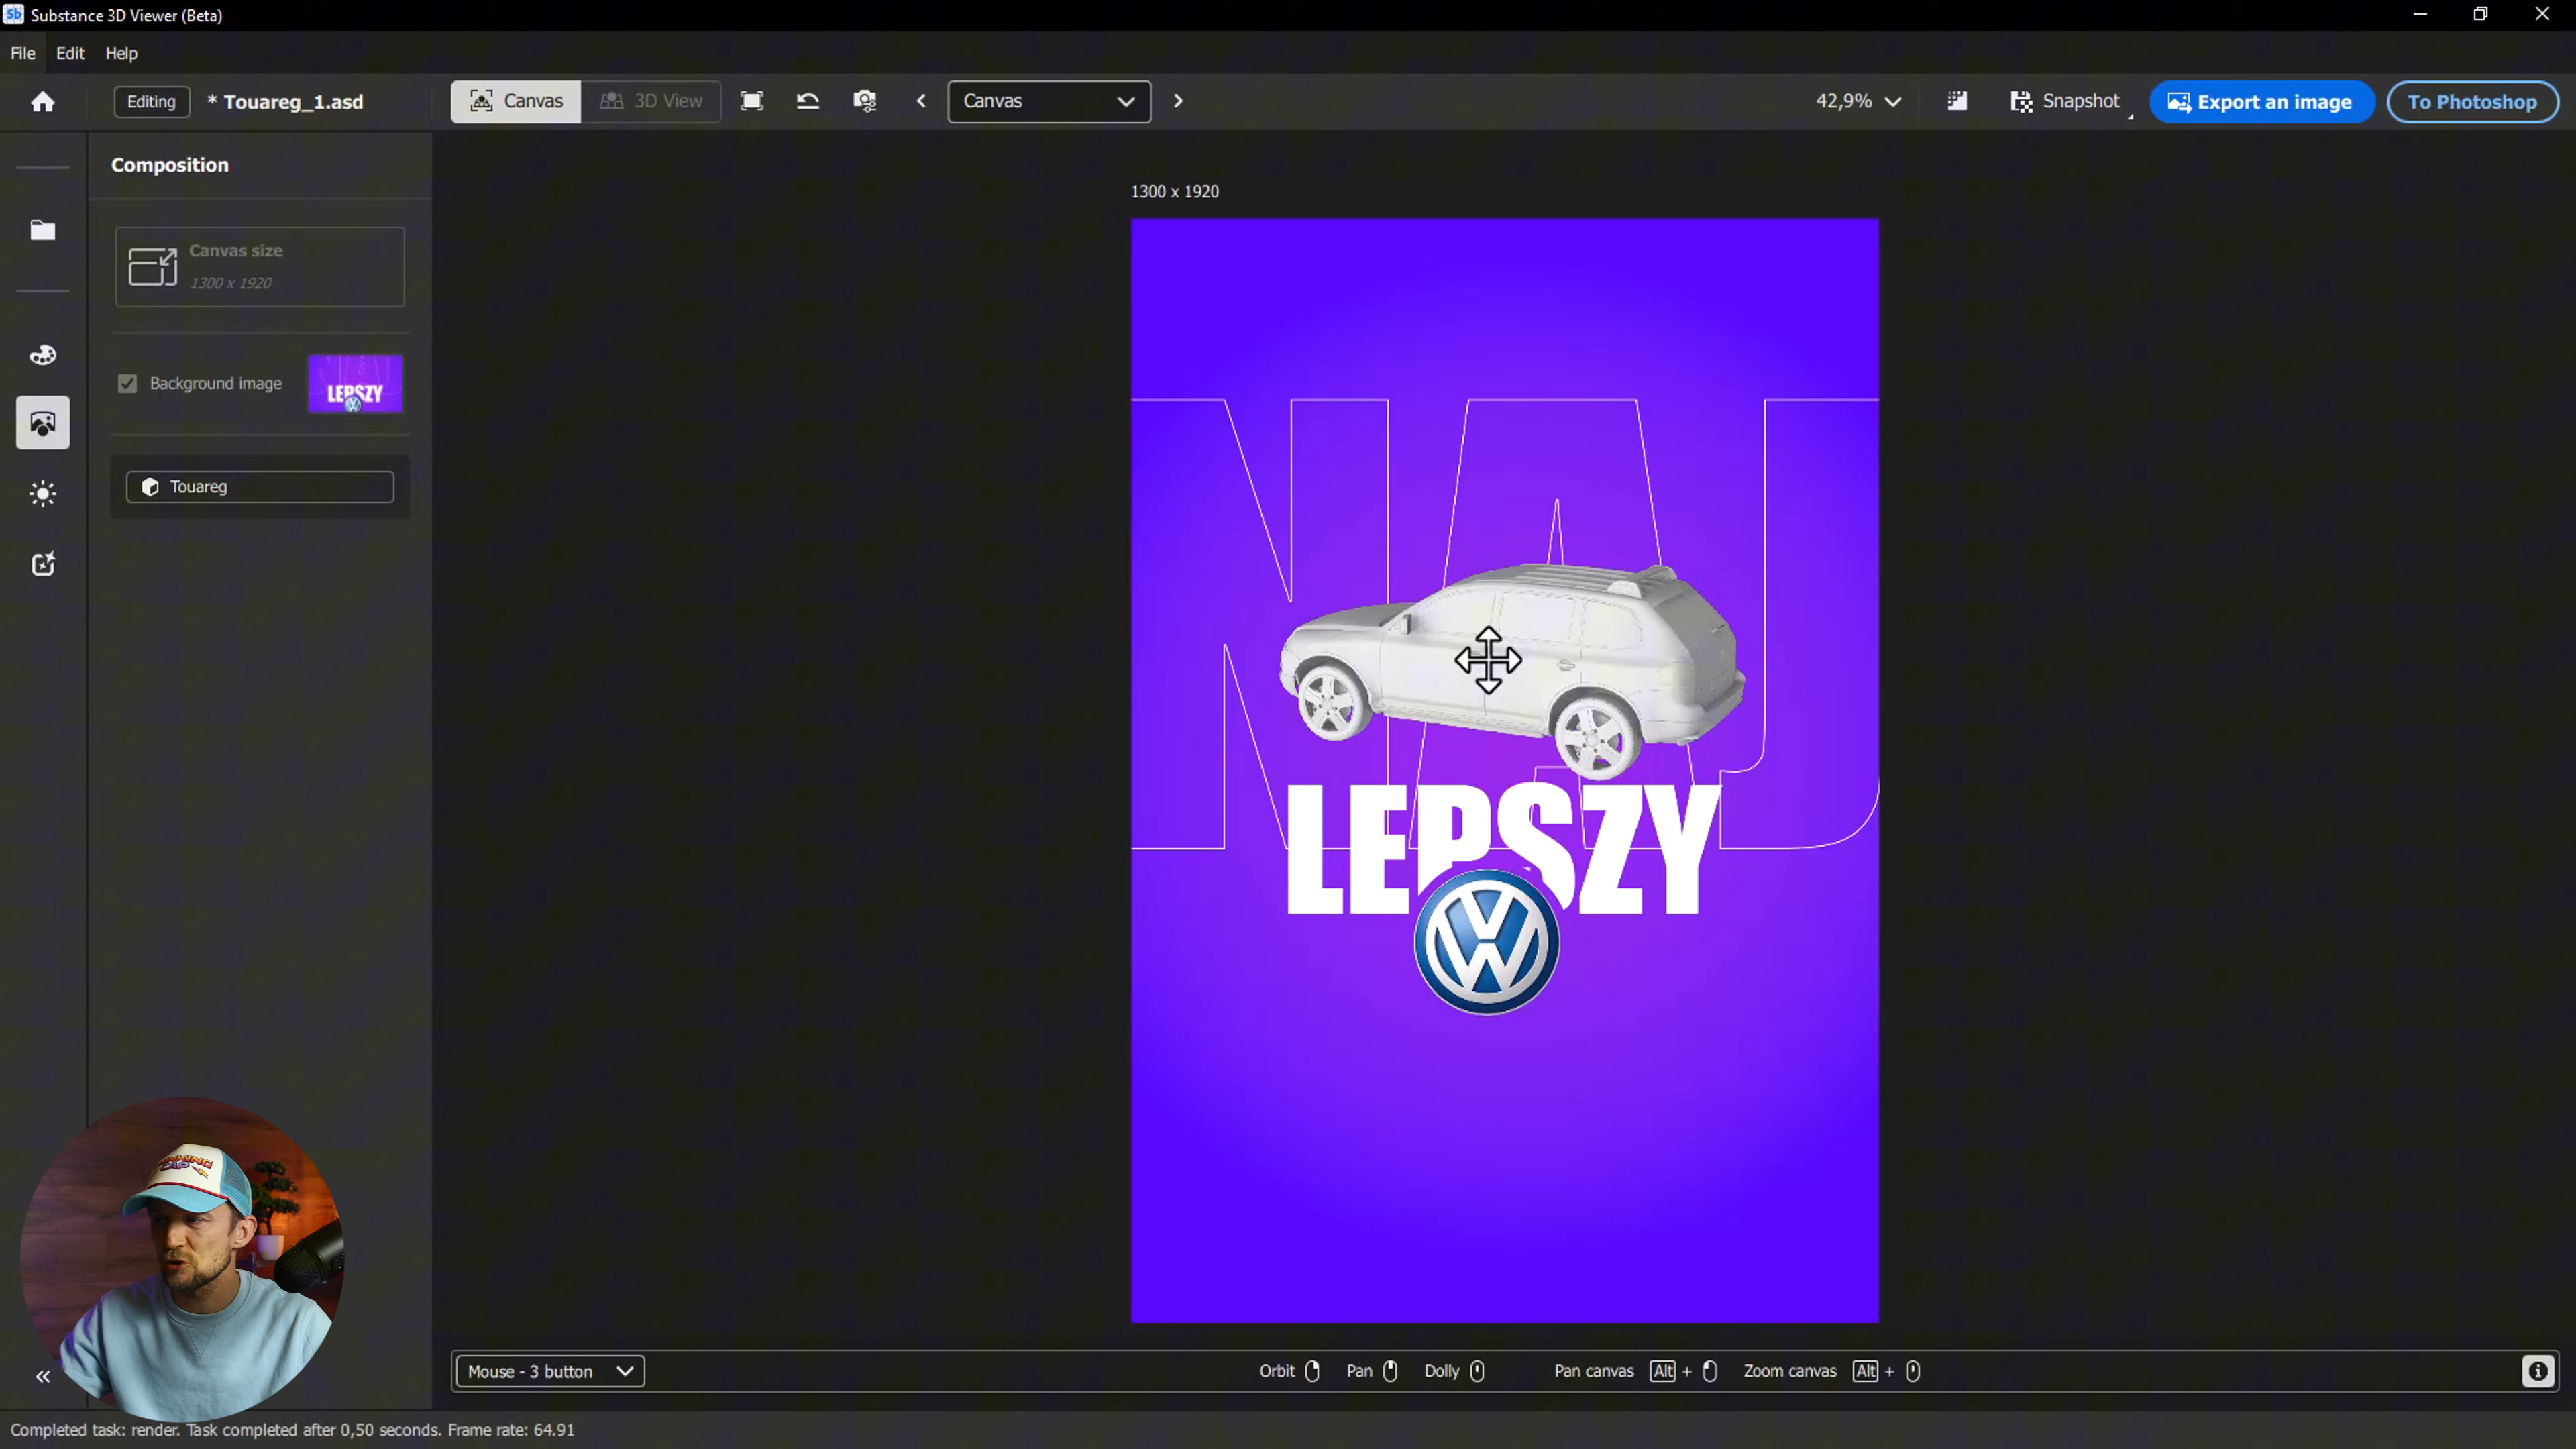 Sb Substance 3D Viewer (Beta)
File Edit Help
Editing * Touareg_1.asd Canvas 3D View Canvas 42,9% Snapshot Export an image To Photoshop
Composition
1300 x 1920
Canvas size
1300 x 1920
Background image
LEPSZY
Touareg
NAJ
LEPSZY
CAP
Mouse - 3 button Orbit Pan Dolly Pan canvas Alt + Zoom canvas Alt +
Completed task: render. Task completed after 0,50 seconds. Frame rate: 64.91